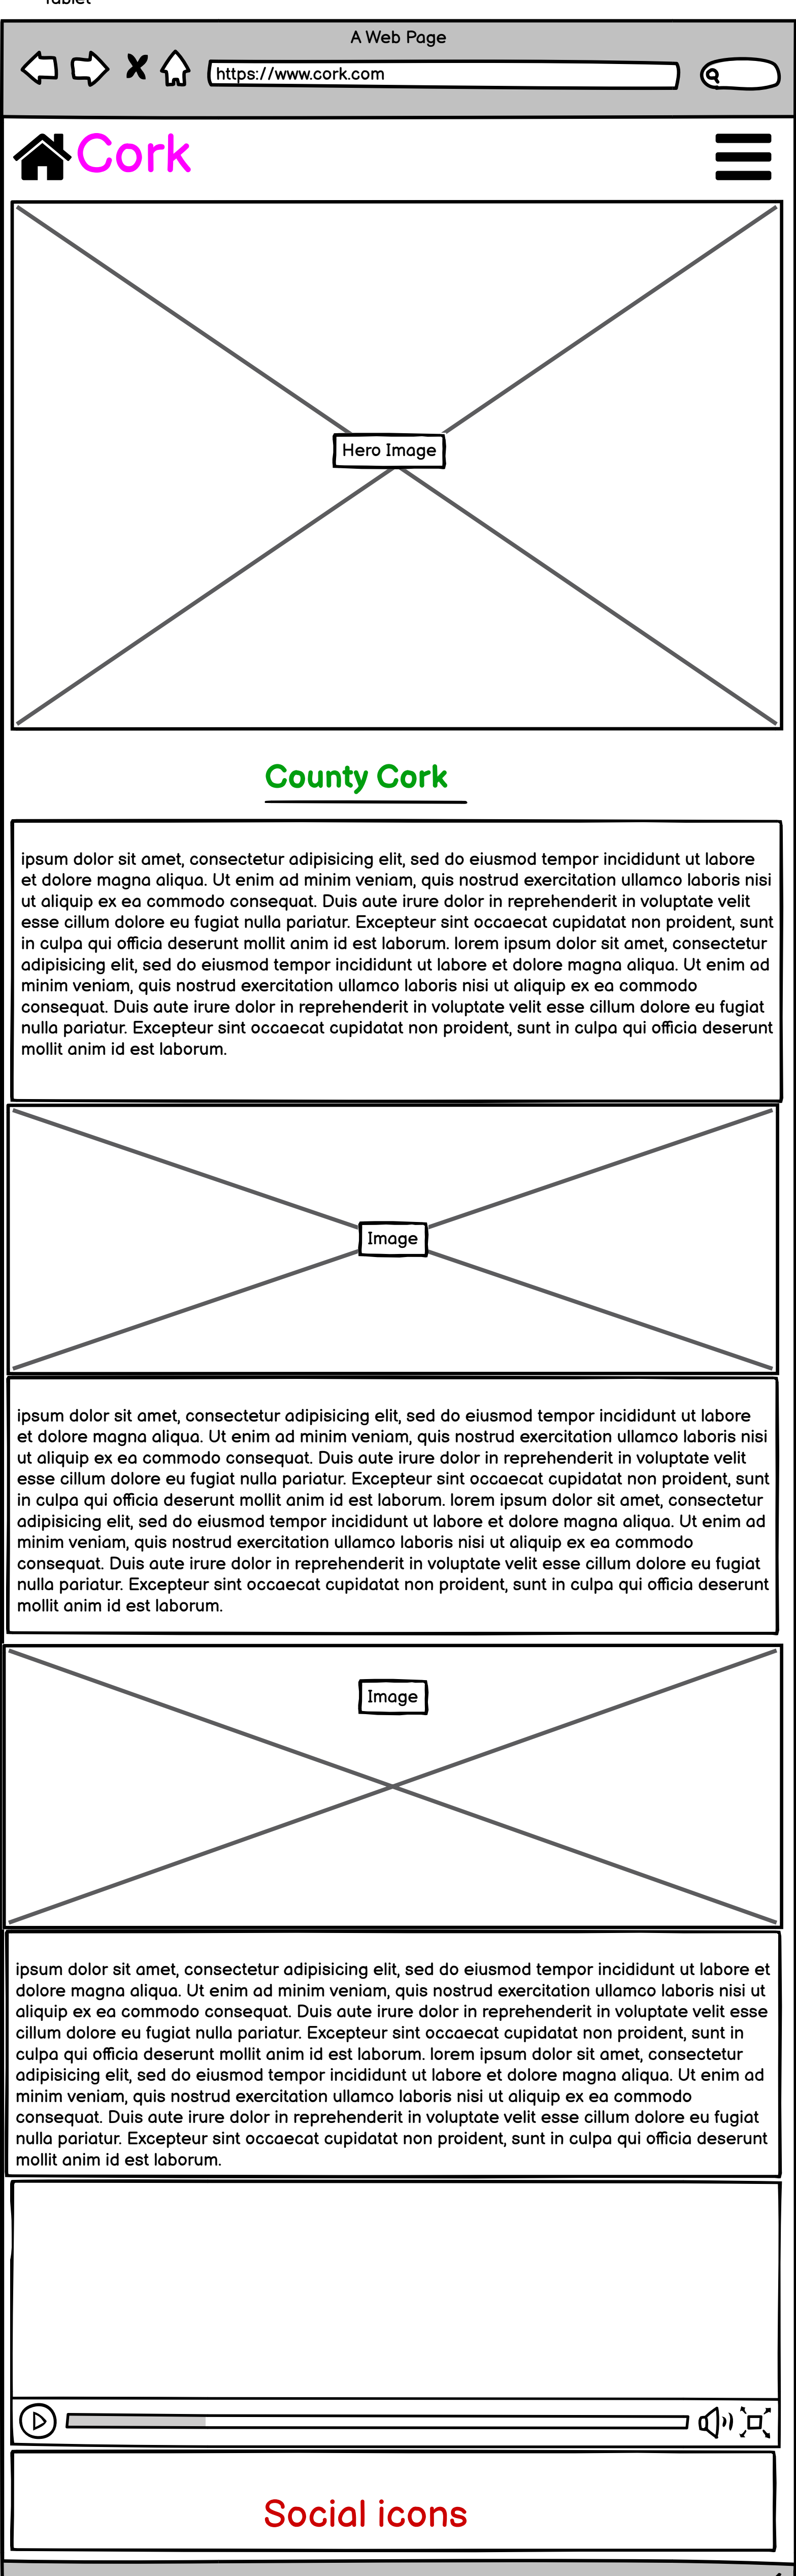 Tablet
A Web Page
https://www.cork.com
Cork
Hero Image
County Cork
ipsum dolor sit amet, consectetur adipisicing elit, sed do eiusmod tempor incididunt ut labore
et dolore magna aliqua. Ut enim ad minim veniam, quis nostrud exercitation ullamco laboris nisi
ut aliquip ex ea commodo consequat. Duis aute irure dolor in reprehenderit in voluptate velit
esse cillum dolore eu fugiat nulla pariatur. Excepteur sint occaecat cupidatat non proident, sunt
in culpa qui officia deserunt mollit anim id est laborum. lorem ipsum dolor sit amet, consectetur
adipisicing elit, sed do eiusmod tempor incididunt ut labore et dolore magna aliqua. Ut enim ad
minim veniam, quis nostrud exercitation ullamco laboris nisi ut aliquip ex ea commodo
consequat. Duis aute irure dolor in reprehenderit in voluptate velit esse cillum dolore eu fugiat
nulla pariatur. Excepteur sint occaecat cupidatat non proident, sunt in culpa qui officia deserunt
mollit anim id est laborum.
Image
ipsum dolor sit amet, consectetur adipisicing elit, sed do eiusmod tempor incididunt ut labore
et dolore magna aliqua. Ut enim ad minim veniam, quis nostrud exercitation ullamco laboris nisi
ut aliquip ex ea commodo consequat. Duis aute irure dolor in reprehenderit in voluptate velit
esse cillum dolore eu fugiat nulla pariatur. Excepteur sint occaecat cupidatat non proident, sunt
in culpa qui officia deserunt mollit anim id est laborum. lorem ipsum dolor sit amet, consectetur
adipisicing elit, sed do eiusmod tempor incididunt ut labore et dolore magna aliqua. Ut enim ad
minim veniam, quis nostrud exercitation ullamco laboris nisi ut aliquip ex ea commodo
consequat. Duis aute irure dolor in reprehenderit in voluptate velit esse cillum dolore eu fugiat
nulla pariatur. Excepteur sint occaecat cupidatat non proident, sunt in culpa qui officia deserunt
mollit anim id est laborum.
Image
ipsum dolor sit amet, consectetur adipisicing elit, sed do eiusmod tempor incididunt ut labore et
dolore magna aliqua. Ut enim ad minim veniam, quis nostrud exercitation ullamco laboris nisi ut
aliquip ex ea commodo consequat. Duis aute irure dolor in reprehenderit in voluptate velit esse
cillum dolore eu fugiat nulla pariatur. Excepteur sint occaecat cupidatat non proident, sunt in
culpa qui officia deserunt mollit anim id est laborum. lorem ipsum dolor sit amet, consectetur
adipisicing elit, sed do eiusmod tempor incididunt ut labore et dolore magna aliqua. Ut enim ad
minim veniam, quis nostrud exercitation ullamco laboris nisi ut aliquip ex ea commodo
consequat. Duis aute irure dolor in reprehenderit in voluptate velit esse cillum dolore eu fugiat
nulla pariatur. Excepteur sint occaecat cupidatat non proident, sunt in culpa qui officia deserunt
mollit anim id est laborum.
Social icons